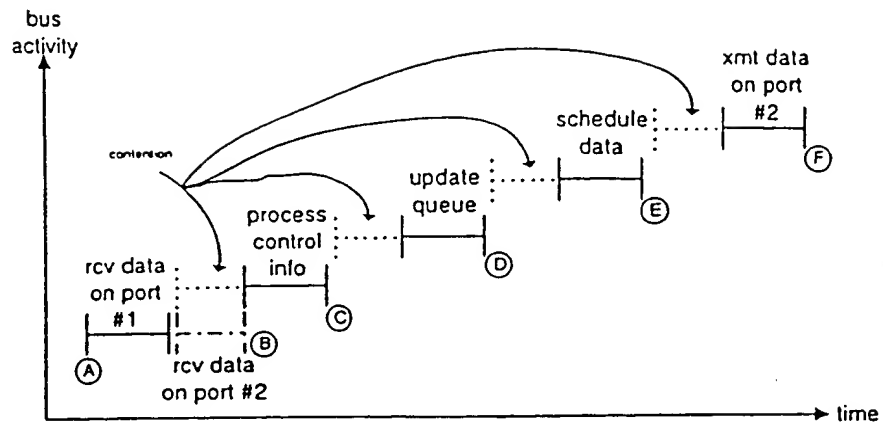 bus
activity
xmt data
on port
#2
F
schedule
data
E
contention
update
queue
D
process
control
info
C
rcv data
on port
#1
A
B
rcv data
on port #2
time